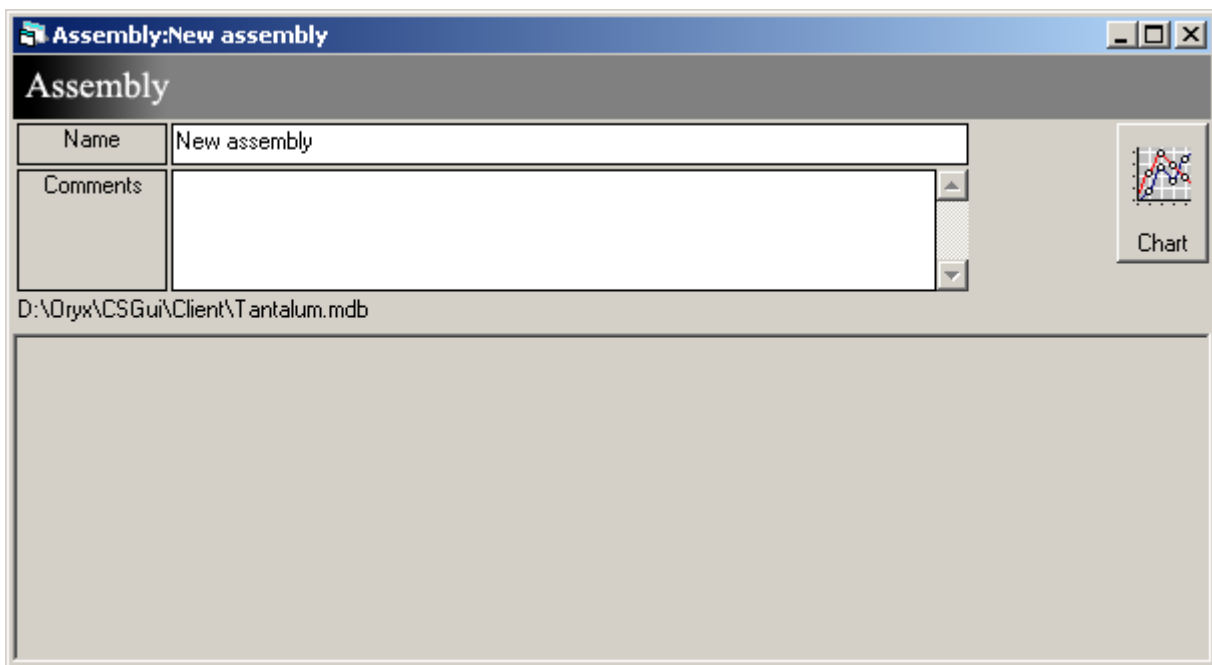 Assembly:New assembly
Assembly
Name New assembly
Comments
Chart
D:\Oryx\CSGui\Client\Tantalum.mdb